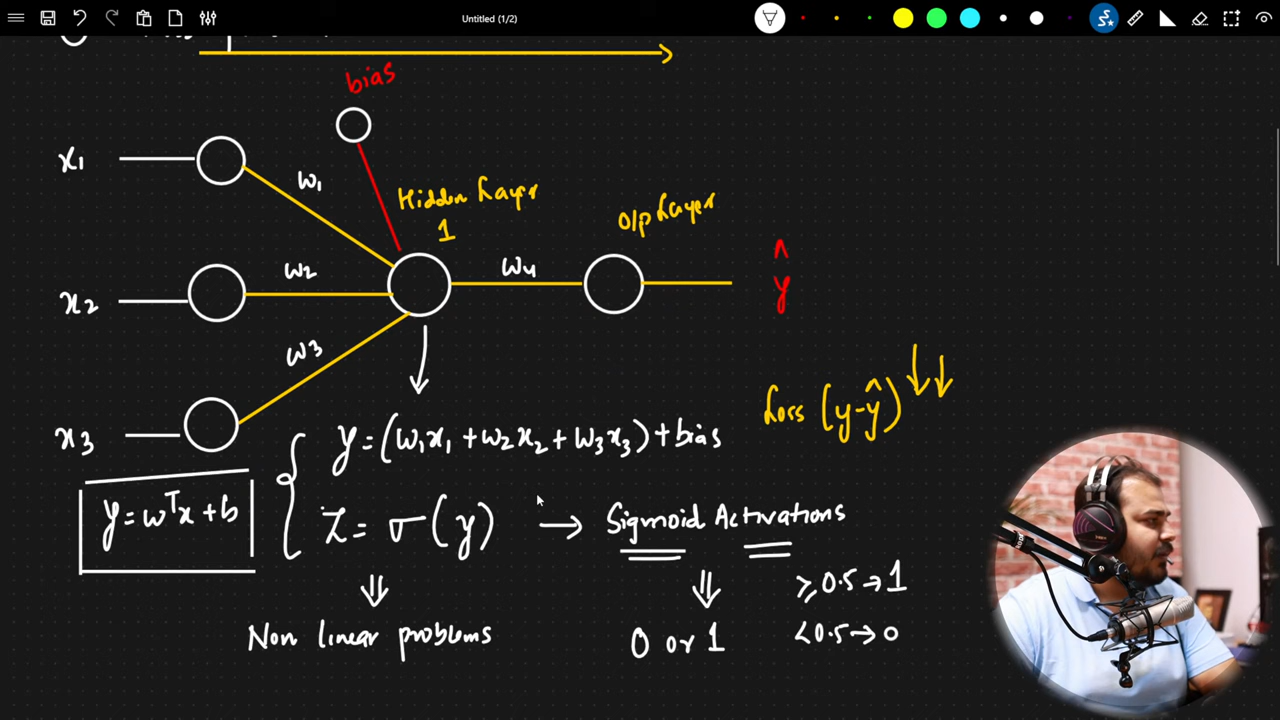 Untitled (1/2)
bias
x1
w1
Hidden Layer
1
O/p Layer
w2
w4
^
y
x2
w3
Loss (y-ŷ) ↓↓
x3
y = (w1x1 + w2x2 + w3x3) + bias
y = wᵀx + b
z = σ(y) → Sigmoid Activations
⇓ ⇓ ≥ 0.5 → 1
Non linear problems 0 or 1 < 0.5 → 0